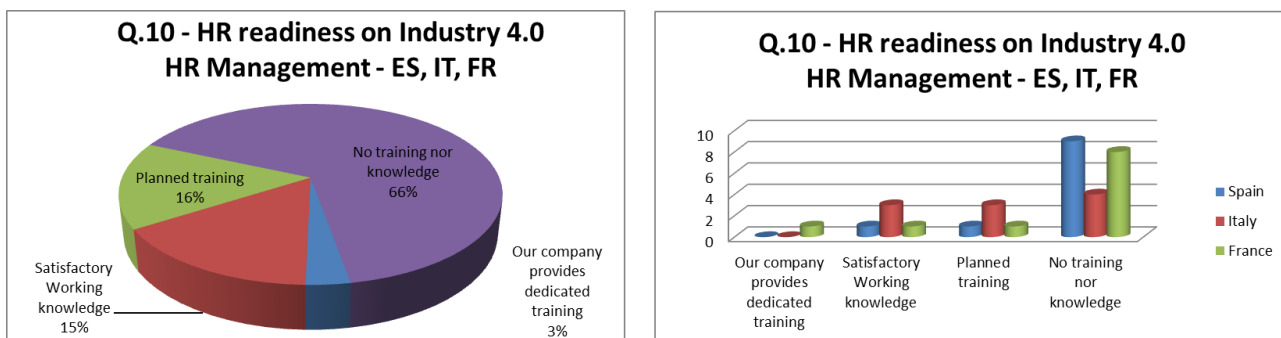 Q.10 - HR readiness on Industry 4.0
HR Management - ES, IT, FR
No training nor
knowledge
66%
Planned training
16%
Satisfactory
Working
knowledge
15%
Our company
provides
dedicated
training
3%
Q.10 - HR readiness on Industry 4.0
HR Management - ES, IT, FR
10
8
6
4
2
0
Our company
provides
dedicated
training
Satisfactory
Working
knowledge
Planned
training
No training
nor
knowledge
Spain
Italy
France